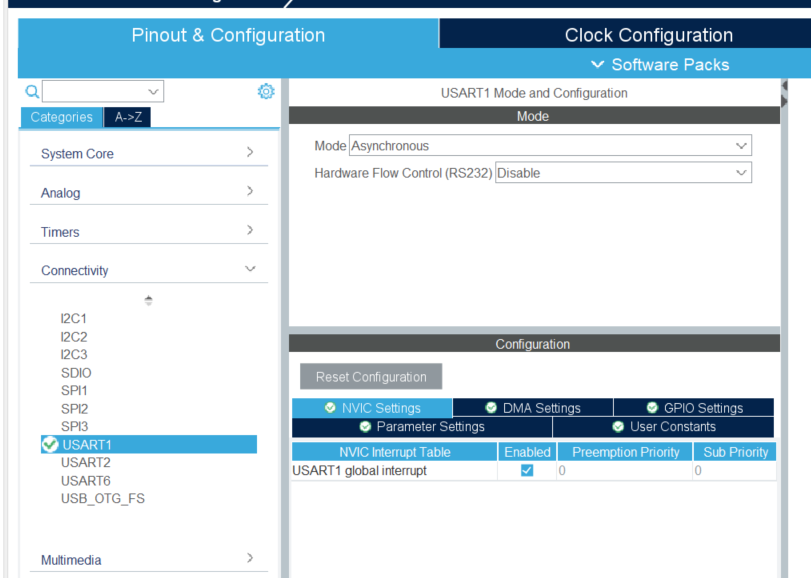 Pinout & Configuration
Clock Configuration
Software Packs
Categories
A->Z
System Core
Analog
Timers
Connectivity
I2C1
I2C2
I2C3
SDIO
SPI1
SPI2
SPI3
USART1
USART2
USART6
USB_OTG_FS
Multimedia
USART1 Mode and Configuration
Mode
Mode Asynchronous
Hardware Flow Control (RS232) Disable
Configuration
Reset Configuration
NVIC Settings
DMA Settings
GPIO Settings
Parameter Settings
User Constants
NVIC Interrupt Table Enabled Preemption Priority Sub Priority
USART1 global interrupt 0 0